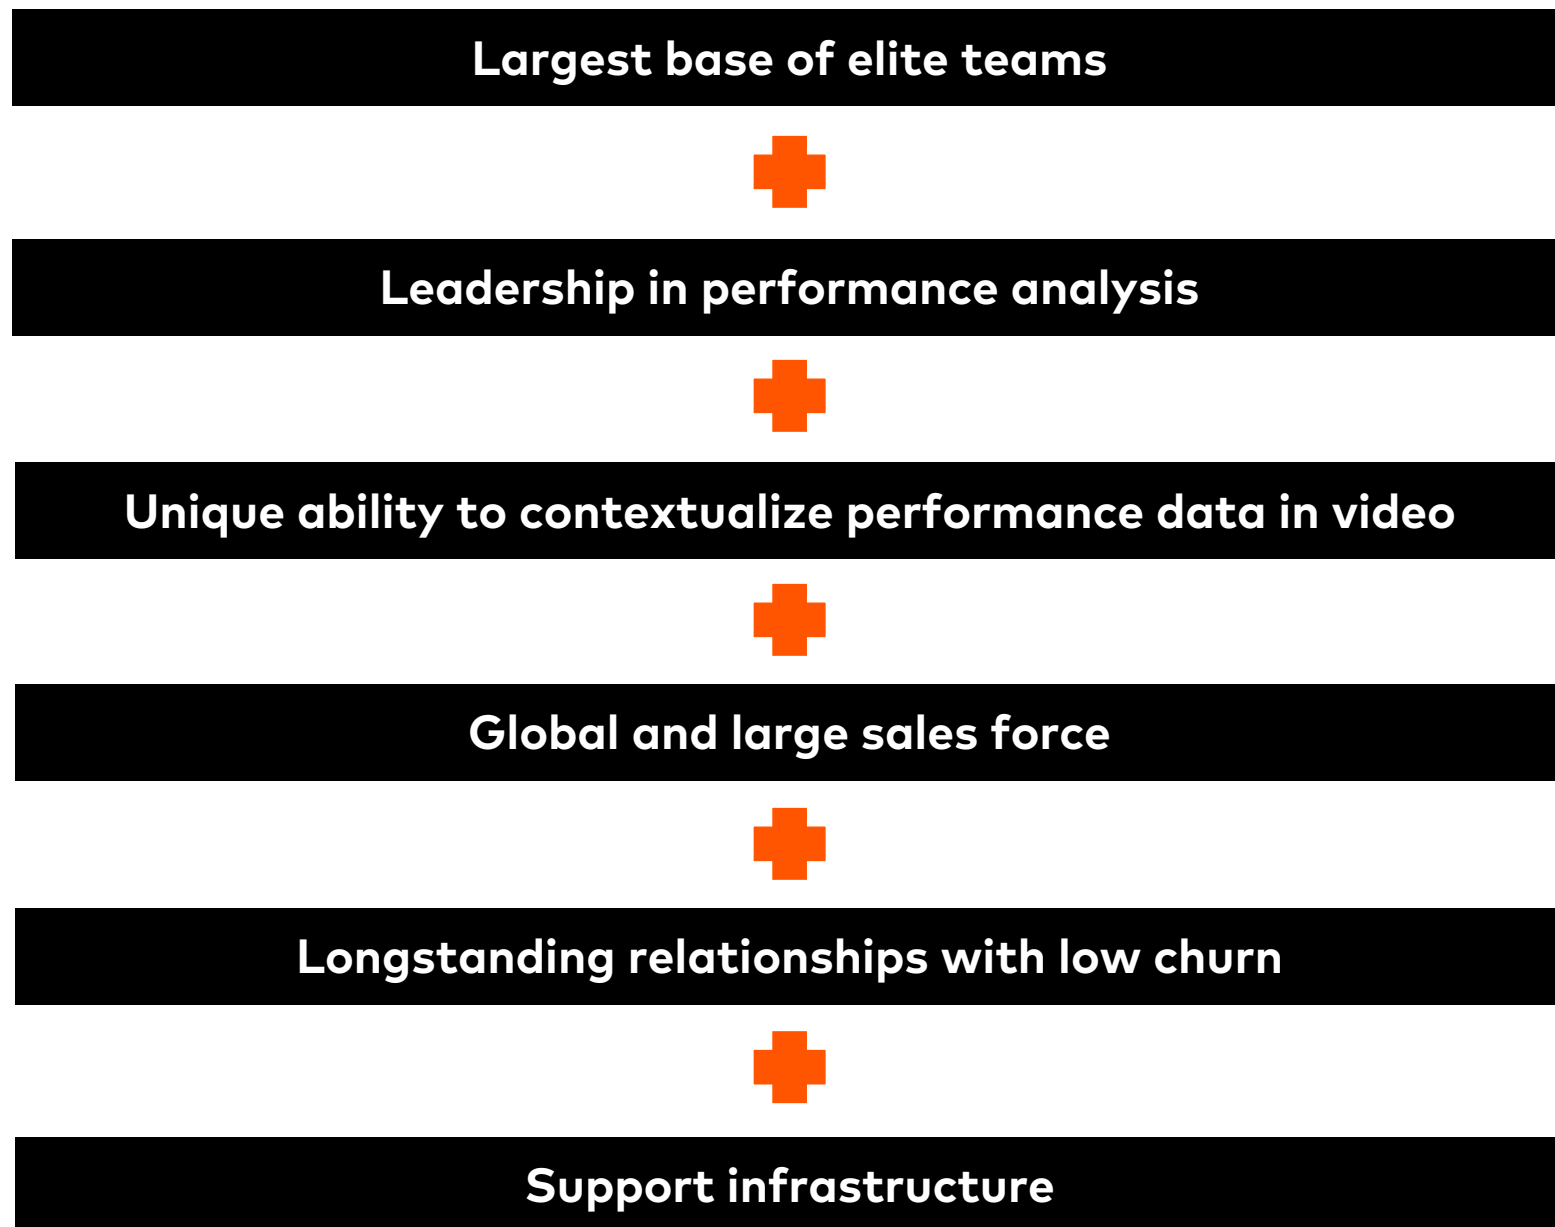 Largest base of elite teams
Leadership in performance analysis
Unique ability to contextualize performance data in video
Global and large sales force
Longstanding relationships with low churn
Support infrastructure